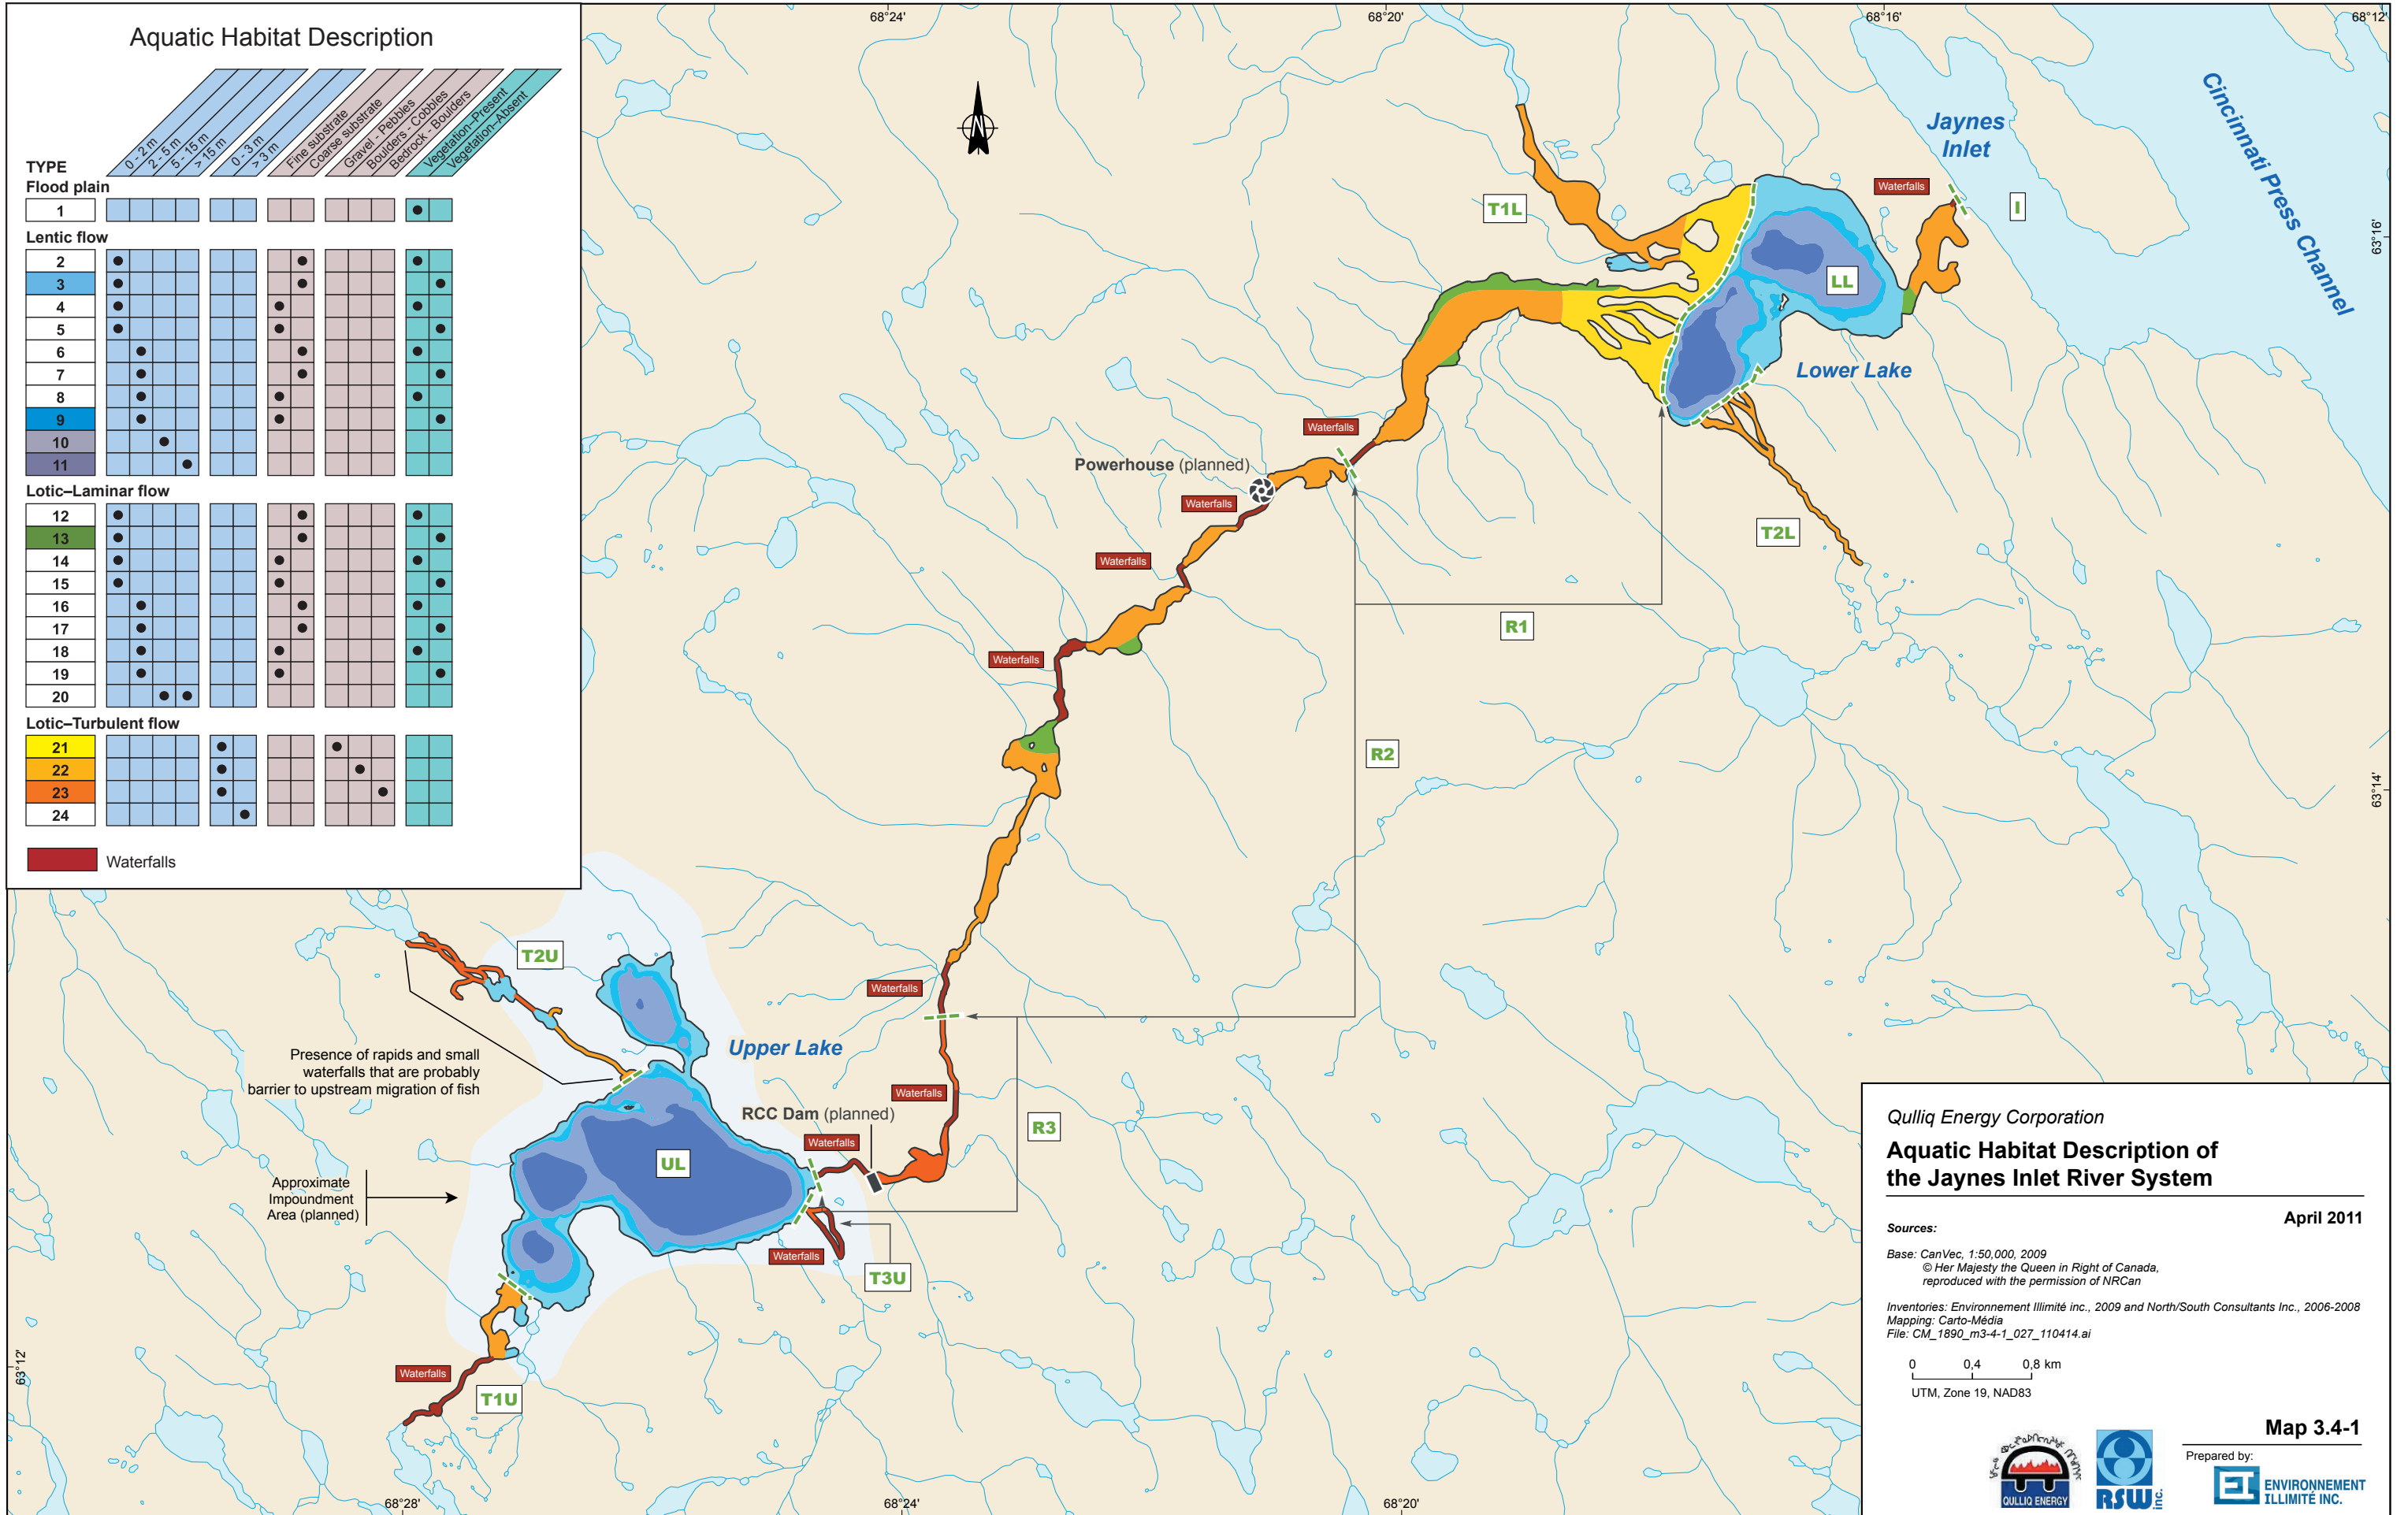 Aquatic Habitat Description
0 - 2 m
2 - 5 m
5 - 15 m
> 15 m
0 - 3 m
> 3 m
Fine substrate
Coarse substrate
Gravel - Pebbles
Boulders - Cobbles
Bedrock - Boulders
Vegetation–Present
Vegetation–Absent
TYPE
Flood plain
1
Lentic flow
2
3
4
5
6
7
8
9
10
11
Lotic–Laminar flow
12
13
14
15
16
17
18
19
20
Lotic–Turbulent flow
21
22
23
24
Waterfalls
68°24'
68°20'
68°16'
68°12'
N
Jaynes
Inlet
Cincinnati Press Channel
Waterfalls
I
T1L
63°16'
LL
Lower Lake
Waterfalls
Powerhouse (planned)
Waterfalls
T2L
Waterfalls
R1
Waterfalls
R2
63°14'
T2U
Waterfalls
Upper Lake
Presence of rapids and small
waterfalls that are probably
barrier to upstream migration of fish
Waterfalls
RCC Dam (planned)
R3
Waterfalls
UL
Approximate
Impoundment
Area (planned)
Waterfalls
T3U
63°12'
Waterfalls
T1U
68°28'
68°24'
68°20'
Qulliq Energy Corporation
Aquatic Habitat Description of
the Jaynes Inlet River System
April 2011
Sources:
Base: CanVec, 1:50,000, 2009
© Her Majesty the Queen in Right of Canada,
reproduced with the permission of NRCan
Inventories: Environnement Illimité inc., 2009 and North/South Consultants Inc., 2006-2008
Mapping: Carto-Média
File: CM_1890_m3-4-1_027_110414.ai
0 0,4 0,8 km
UTM, Zone 19, NAD83
Map 3.4-1
Prepared by:
QULLIQ ENERGY
RSW inc.
EI ENVIRONNEMENT
ILLIMITÉ INC.